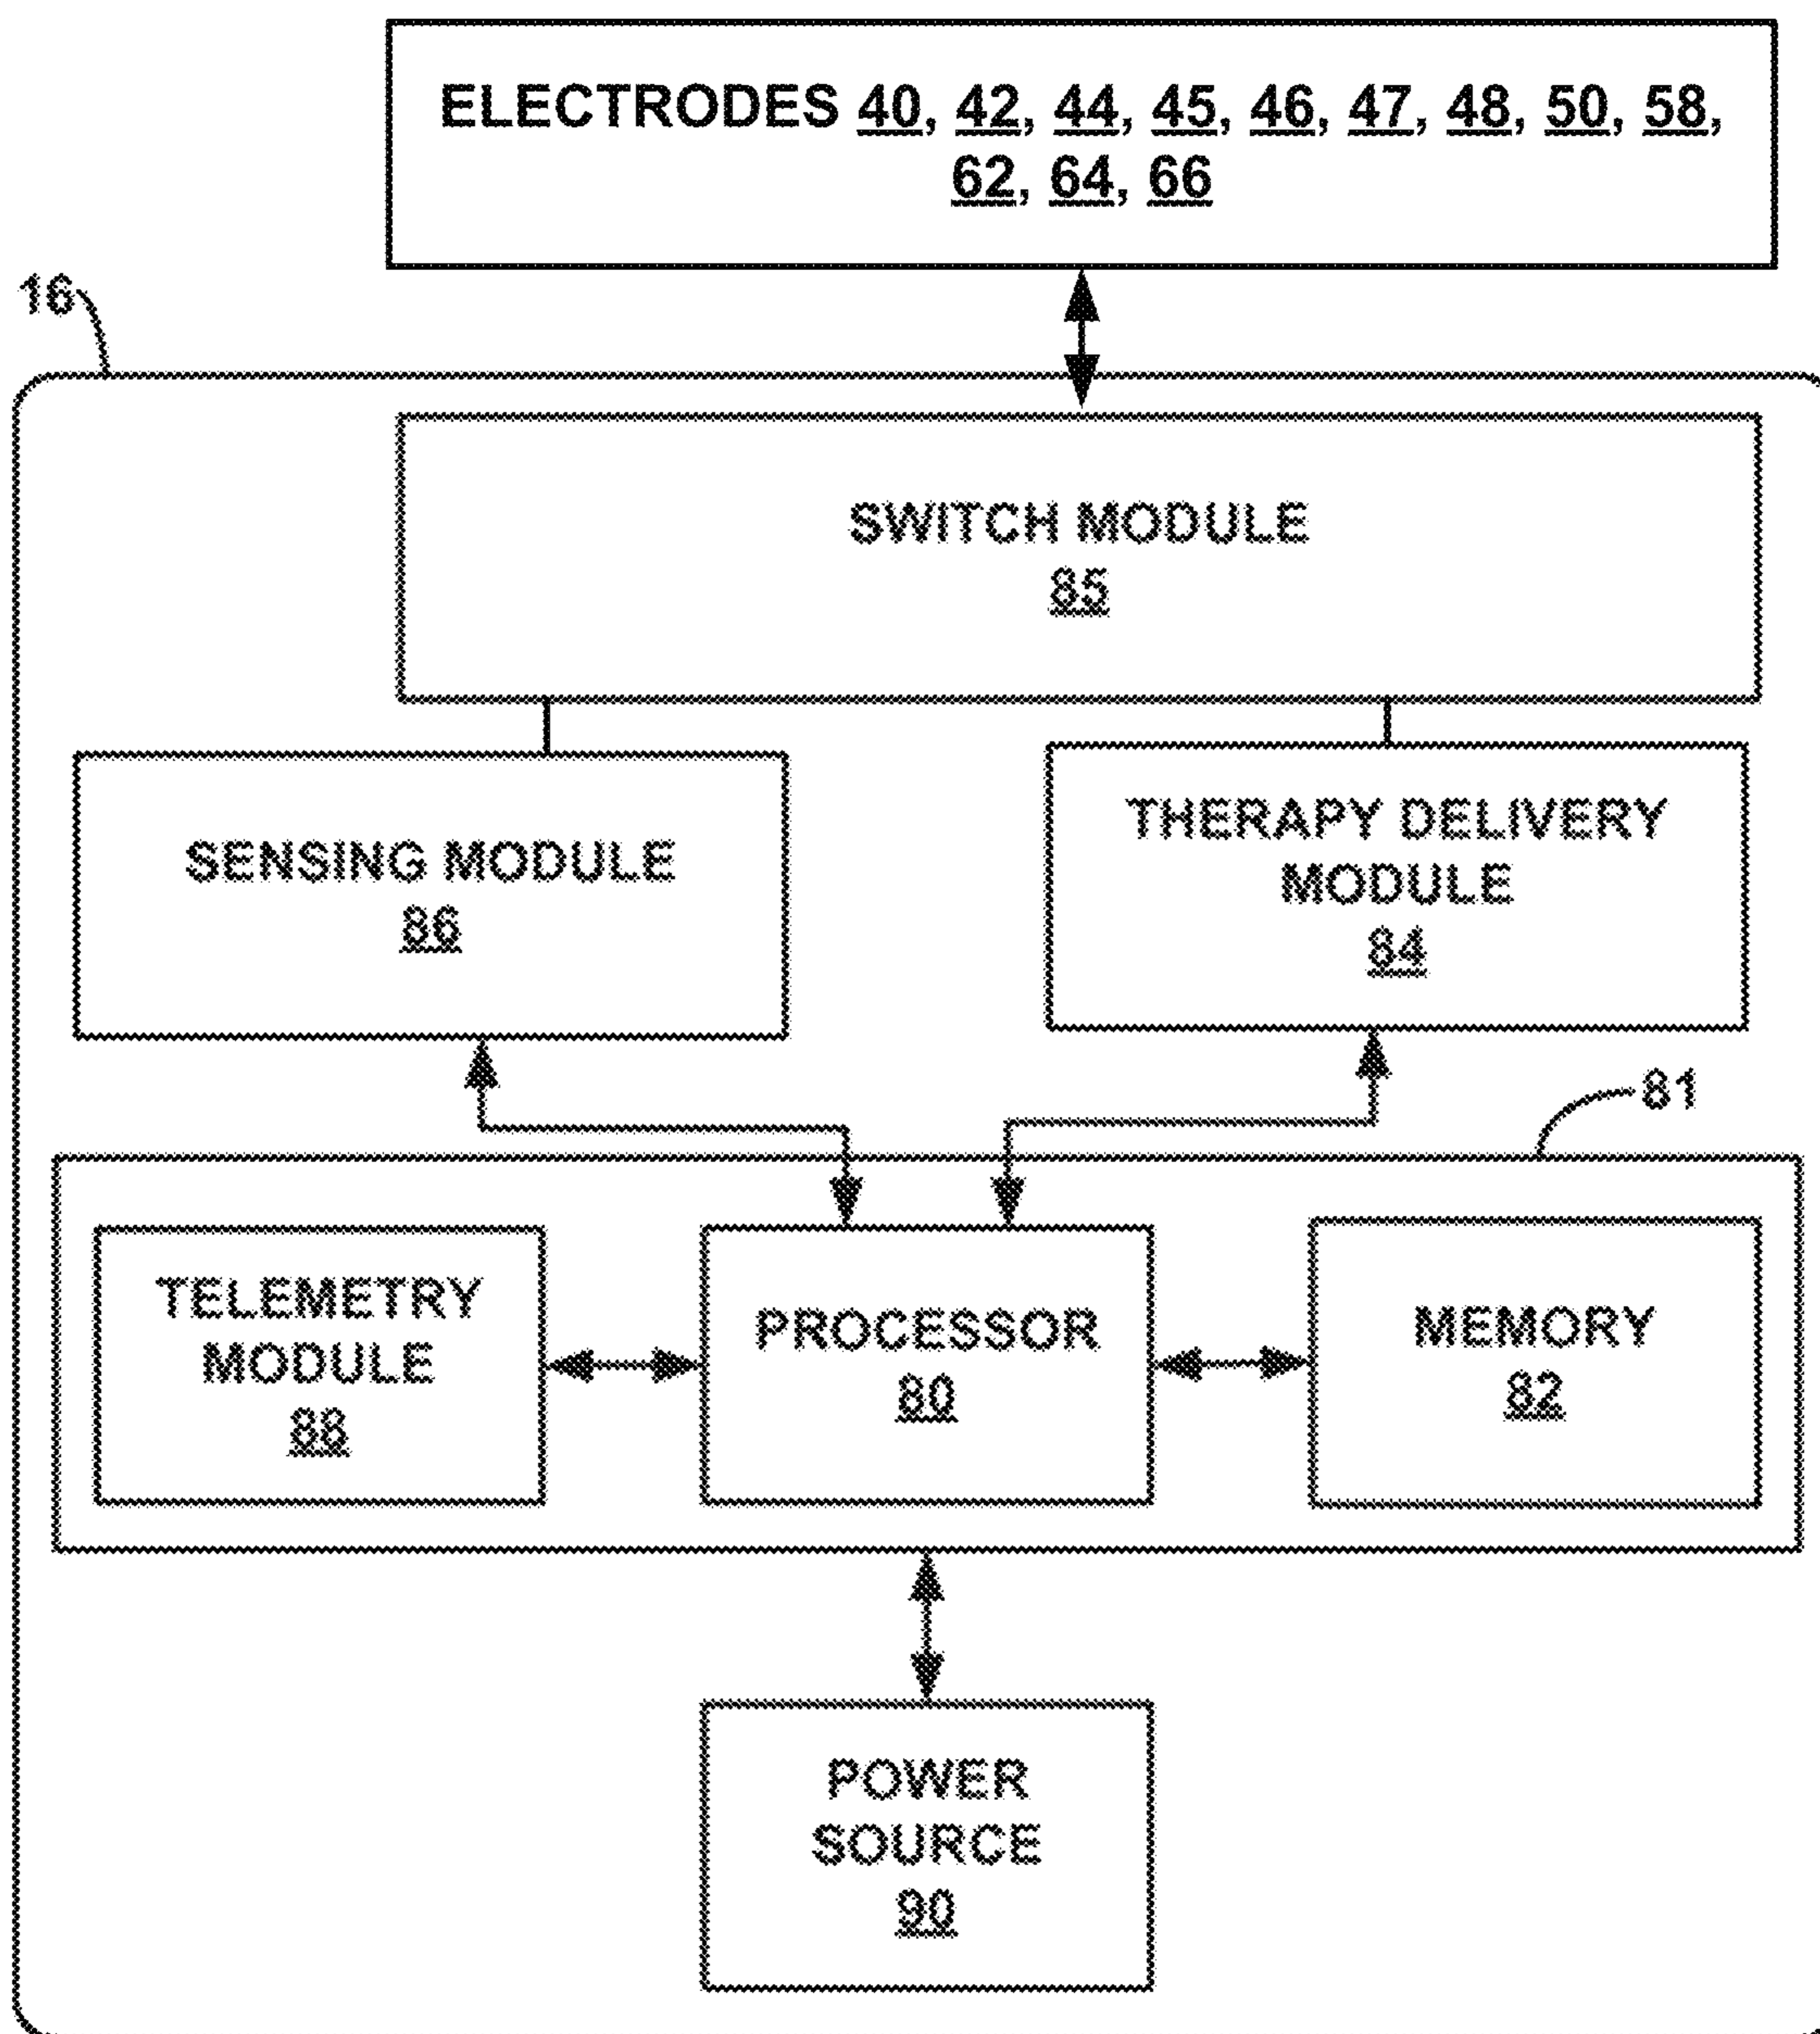 ELECTRODES 40, 42, 44, 45, 46, 47, 48, 50, 58,
62, 64, 66
16
SWITCH MODULE
85
SENSING MODULE
86
THERAPY DELIVERY
MODULE
84
81
TELEMETRY
MODULE
88
PROCESSOR
80
MEMORY
82
POWER
SOURCE
90